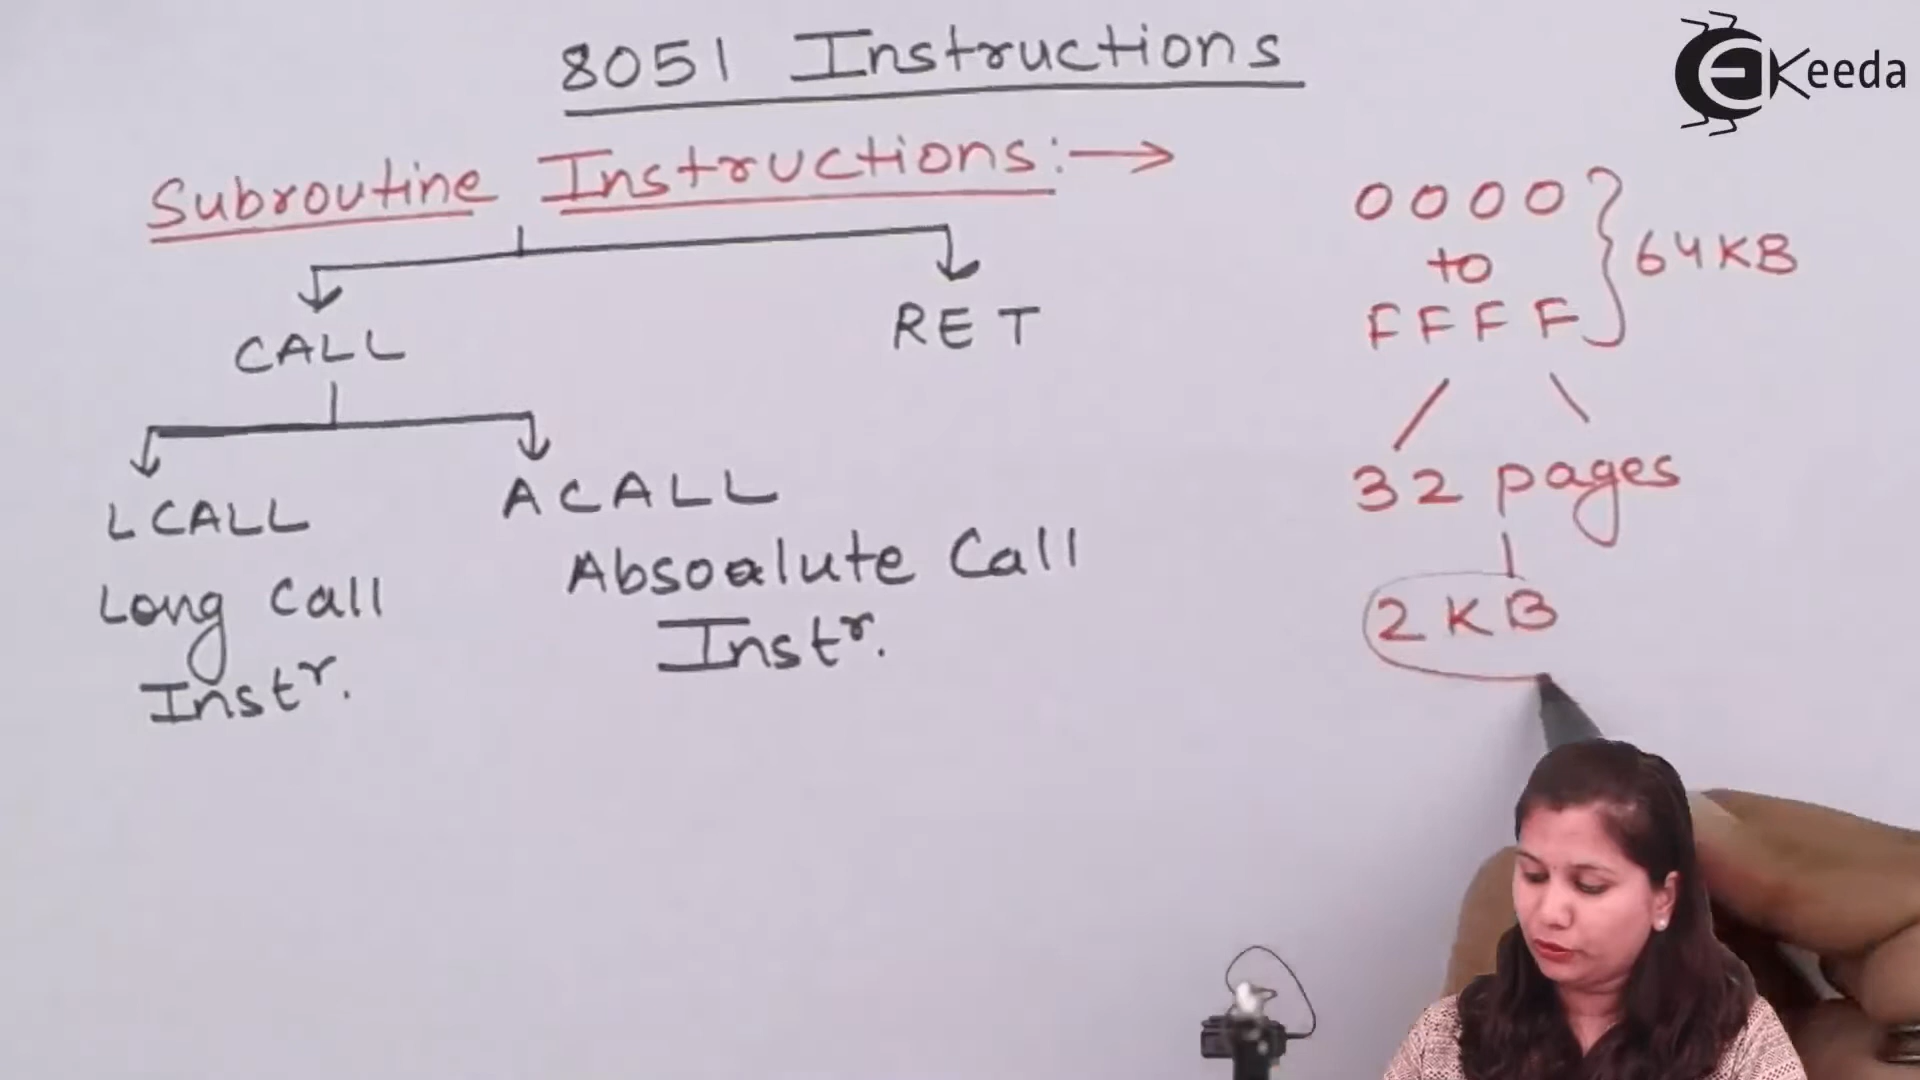 8051 Instructions
EKeeda
Subroutine Instructions:→
CALL
RET
LCALL
Long Call
Instr.
ACALL
Absoalute Call
Instr.
0000
to
FFFF
64KB
32 pages
2KB